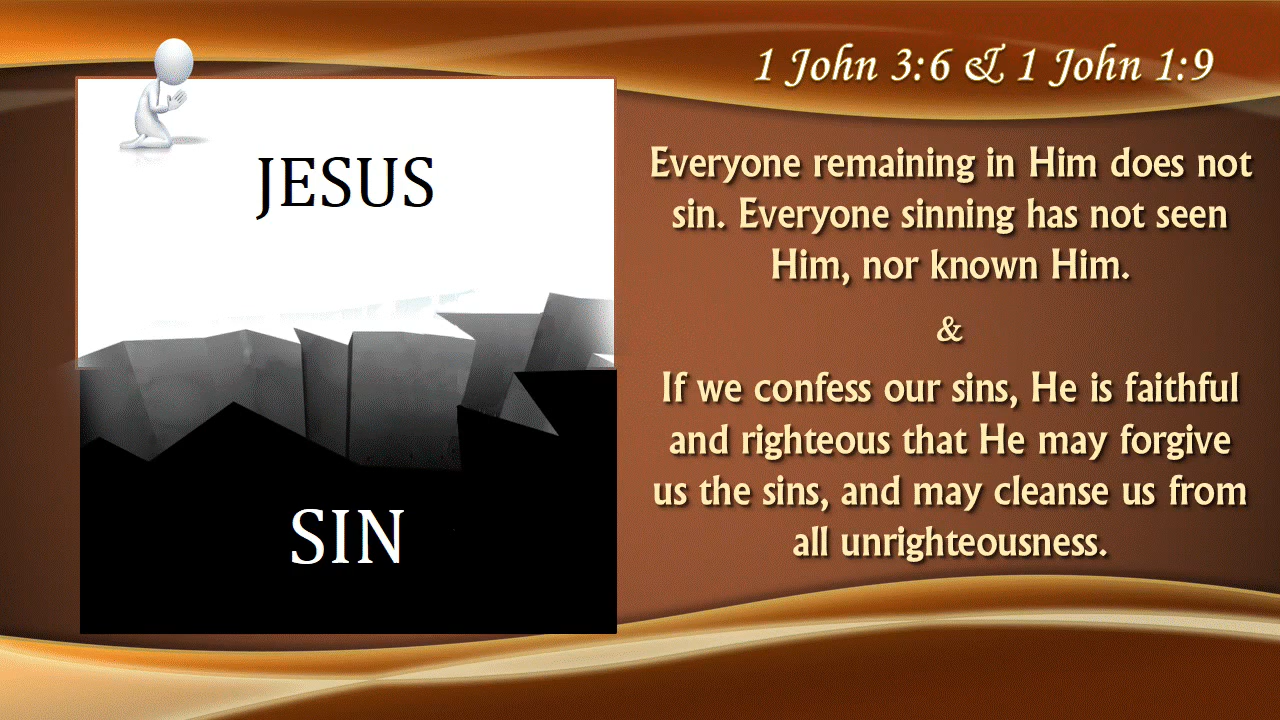 1 John 3:6 & 1 John 1:9
JESUS
SIN
Everyone remaining in Him does not
sin. Everyone sinning has not seen
Him, nor known Him.
&
If we confess our sins, He is faithful
and righteous that He may forgive
us the sins, and may cleanse us from
all unrighteousness.